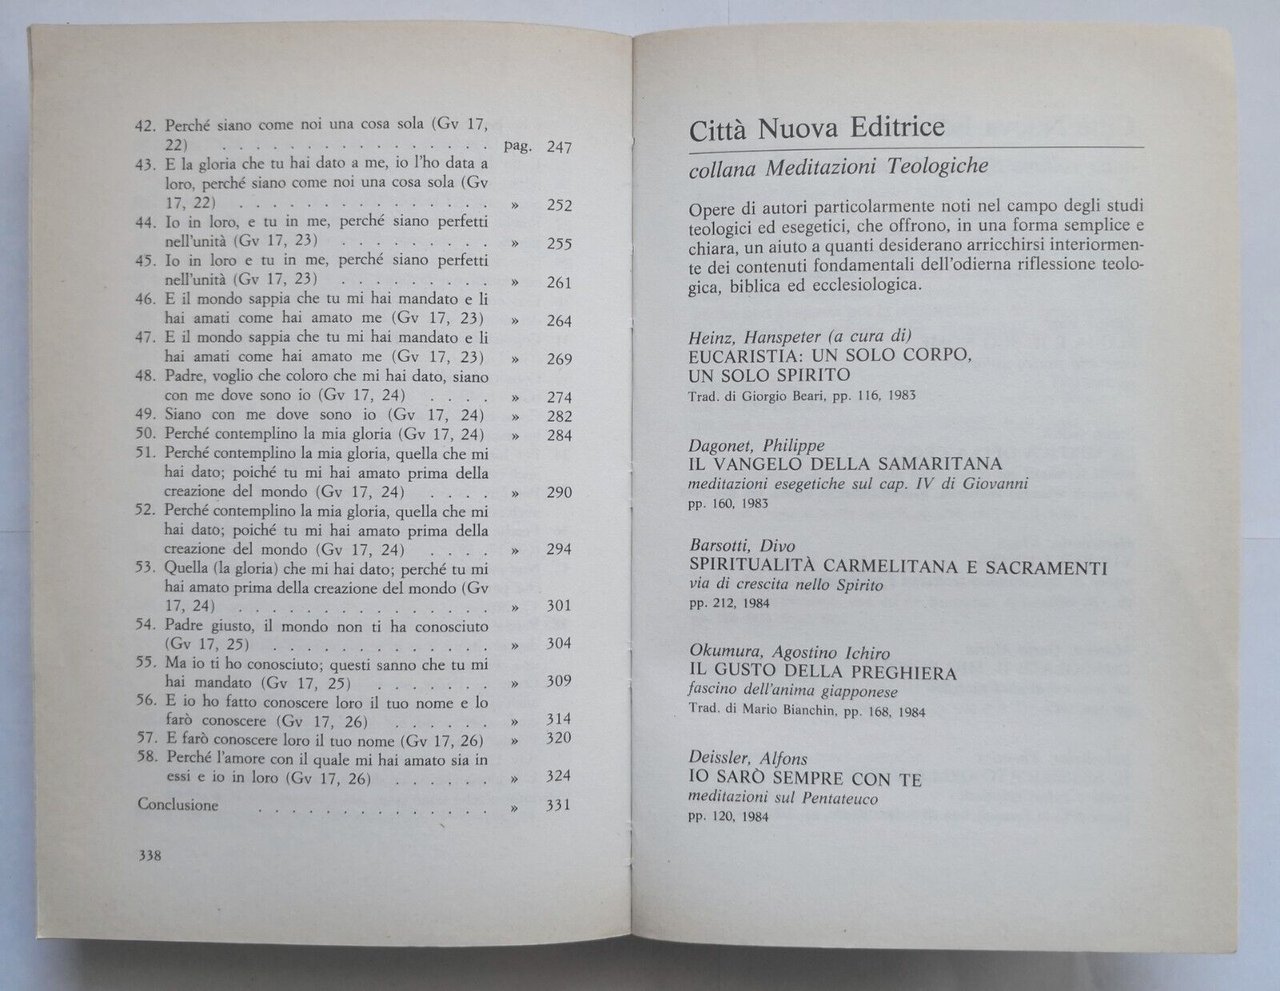 42. Perché siano come noi una cosa sola (Gv 17,
22) . . . . . . . . . . . . . . . pag. 247
43. E la gloria che tu hai dato a me, io l'ho data a
loro, perché siano come noi una cosa sola (Gv
17, 22) . . . . . . . . . . . . . . » 252
44. Io in loro, e tu in me, perché siano perfetti
nell'unità (Gv 17, 23) . . . . . . . . . » 255
45. Io in loro e tu in me, perché siano perfetti
nell'unità (Gv 17, 23) . . . . . . . . . » 261
46. E il mondo sappia che tu mi hai mandato e li
hai amati come hai amato me (Gv 17, 23) » 264
47. E il mondo sappia che tu mi hai mandato e li
hai amati come hai amato me (Gv 17, 23) » 269
48. Padre, voglio che coloro che mi hai dato, siano
con me dove sono io (Gv 17, 24) . . . . » 274
49. Siano con me dove sono io (Gv 17, 24) » 282
50. Perché contemplino la mia gloria (Gv 17, 24) » 284
51. Perché contemplino la mia gloria, quella che mi
hai dato; poiché tu mi hai amato prima della
creazione del mondo (Gv 17, 24) . . . . » 290
52. Perché contemplino la mia gloria, quella che mi
hai dato; poiché tu mi hai amato prima della
creazione del mondo (Gv 17, 24) . . . . » 294
53. Quella (la gloria) che mi hai dato; perché tu mi
hai amato prima della creazione del mondo (Gv
17, 24) . . . . . . . . . . . . . . » 301
54. Padre giusto, il mondo non ti ha conosciuto
(Gv 17, 25) . . . . . . . . . . . . » 304
55. Ma io ti ho conosciuto; questi sanno che tu mi
hai mandato (Gv 17, 25) . . . . . . . » 309
56. E io ho fatto conoscere loro il tuo nome e lo
farò conoscere (Gv 17, 26) . . . . . . » 314
57. E farò conoscere loro il tuo nome (Gv 17, 26) » 320
58. Perché l'amore con il quale mi hai amato sia in
essi e io in loro (Gv 17, 26) . . . . . . » 324
Conclusione . . . . . . . . . . . . . » 331
338
Città Nuova Editrice
collana Meditazioni Teologiche
Opere di autori particolarmente noti nel campo degli studi
teologici ed esegetici, che offrono, in una forma semplice e
chiara, un aiuto a quanti desiderano arricchirsi interiormen-
te dei contenuti fondamentali dell'odierna riflessione teolo-
gica, biblica ed ecclesiologica.
Heinz, Hanspeter (a cura di)
EUCARISTIA: UN SOLO CORPO,
UN SOLO SPIRITO
Trad. di Giorgio Beari, pp. 116, 1983
Dagonet, Philippe
IL VANGELO DELLA SAMARITANA
meditazioni esegetiche sul cap. IV di Giovanni
pp. 160, 1983
Barsotti, Divo
SPIRITUALITÀ CARMELITANA E SACRAMENTI
via di crescita nello Spirito
pp. 212, 1984
Okumura, Agostino Ichiro
IL GUSTO DELLA PREGHIERA
fascino dell'anima giapponese
Trad. di Mario Bianchin, pp. 168, 1984
Deissler, Alfons
IO SARÒ SEMPRE CON TE
meditazioni sul Pentateuco
pp. 120, 1984